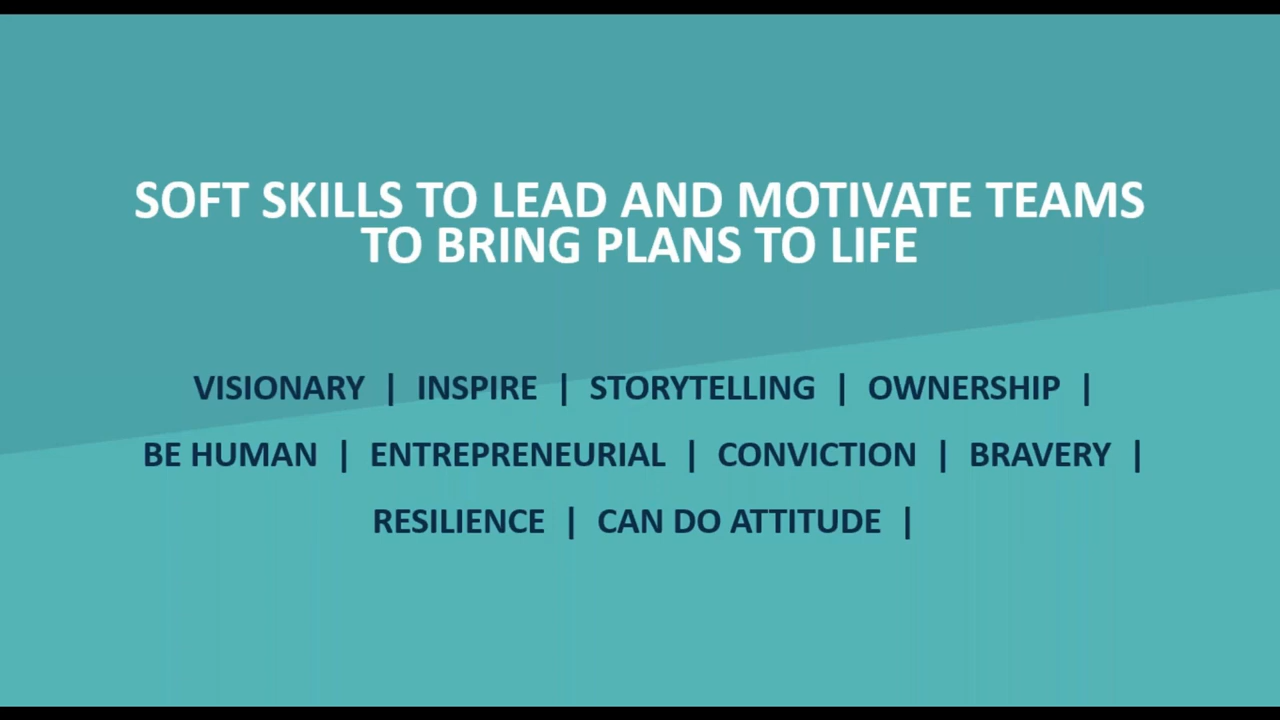 SOFT SKILLS TO LEAD AND MOTIVATE TEAMS
TO BRING PLANS TO LIFE
VISIONARY | INSPIRE | STORYTELLING | OWNERSHIP |
BE HUMAN | ENTREPRENEURIAL | CONVICTION | BRAVERY |
RESILIENCE | CAN DO ATTITUDE |